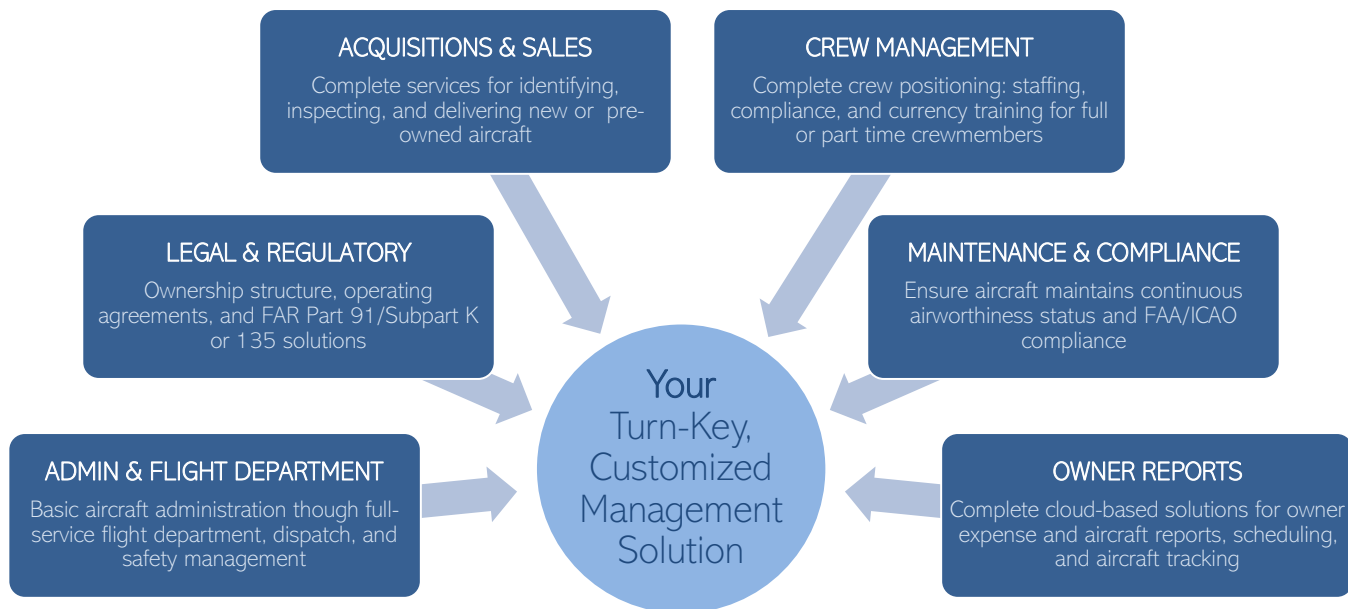 ACQUISITIONS & SALES
Complete services for identifying,
inspecting, and delivering new or pre-
owned aircraft
CREW MANAGEMENT
Complete crew positioning: staffing,
compliance, and currency training for full
or part time crewmembers
LEGAL & REGULATORY
Ownership structure, operating
agreements, and FAR Part 91/Subpart K
or 135 solutions
MAINTENANCE & COMPLIANCE
Ensure aircraft maintains continuous
airworthiness status and FAA/ICAO
compliance
Your
Turn-Key,
Customized
Management
Solution
ADMIN & FLIGHT DEPARTMENT
Basic aircraft administration though full-
service flight department, dispatch, and
safety management
OWNER REPORTS
Complete cloud-based solutions for owner
expense and aircraft reports, scheduling,
and aircraft tracking